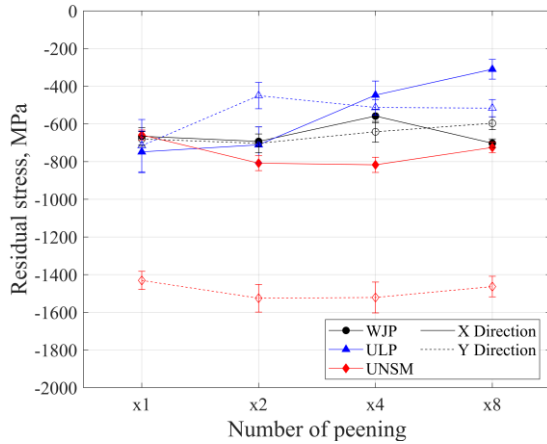 0
-200
-400
-600
-800
-1000
-1200
-1400
-1600
-1800
-2000
Residual stress, MPa
x1 x2 x4 x8
Number of peening
WJP X Direction
ULP Y Direction
UNSM